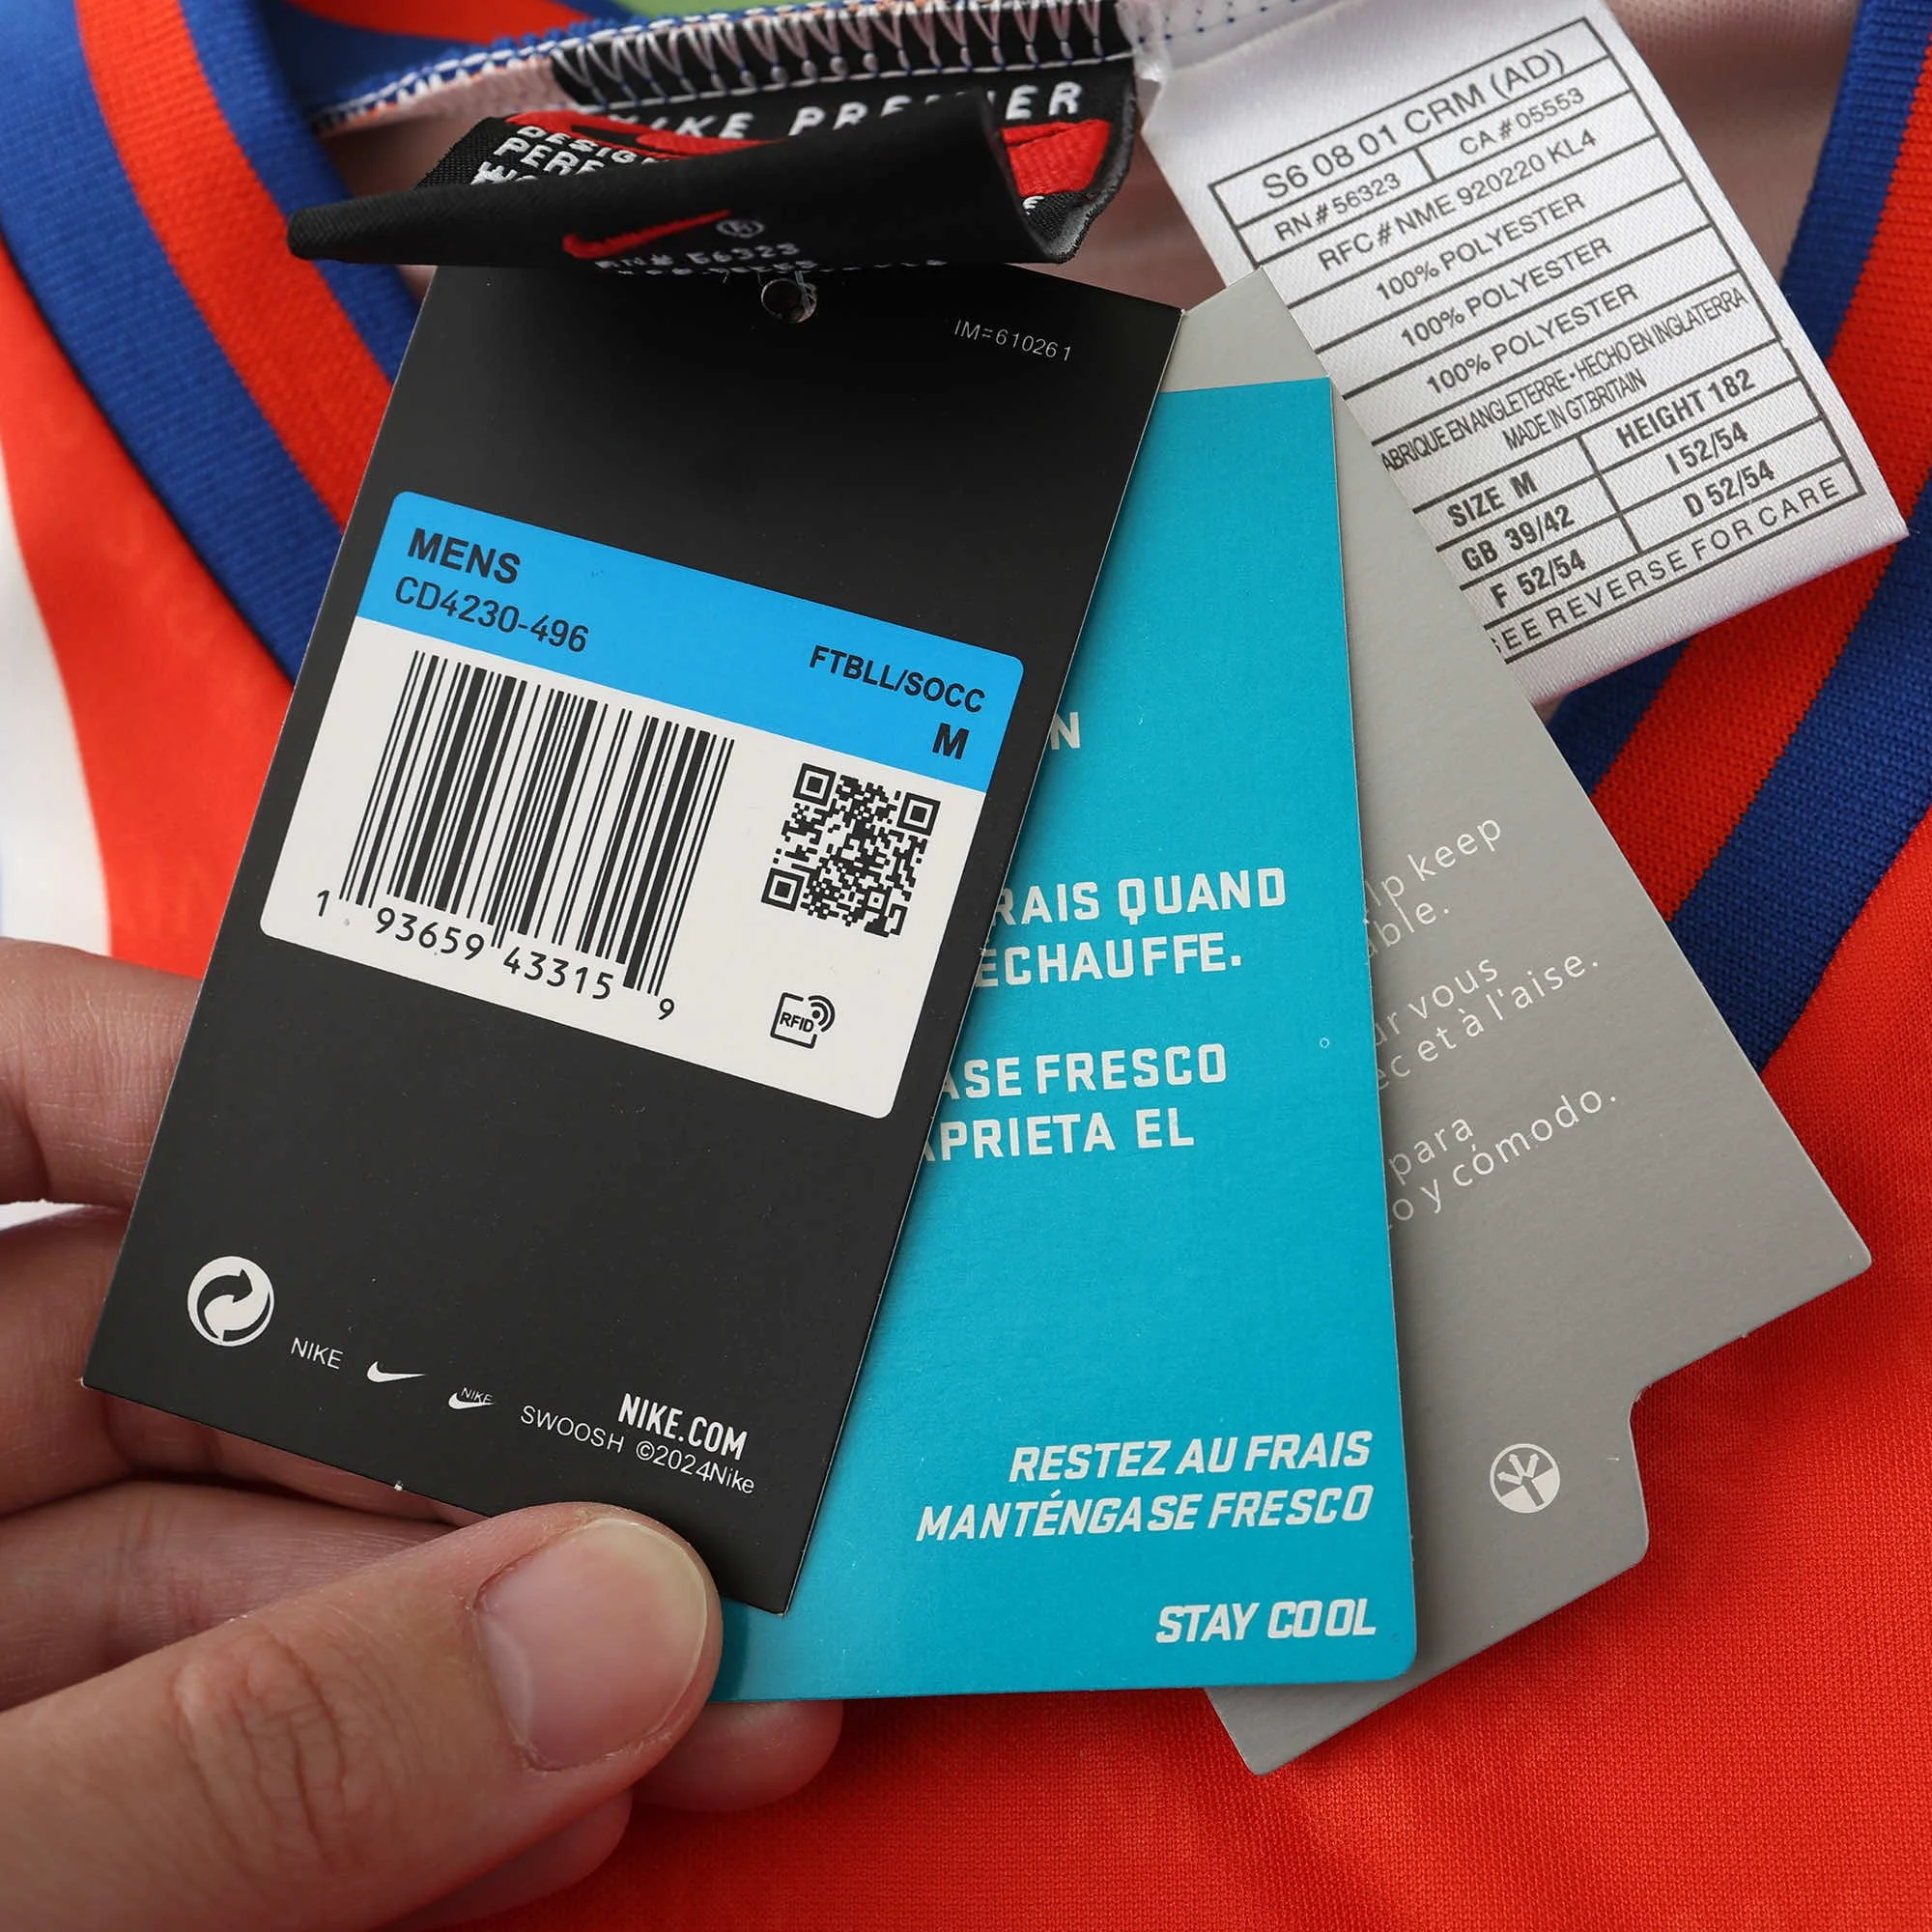 NIKE PREMIER
RN# 56323
S6 08 01 CRM (AD)
RN # 56323
CA # 05553
RFC # NME 920220 KL4
100% POLYESTER
100% POLYESTER
100% POLYESTER
ABRIQUE EN ANGLETERRE - HECHO EN INGLATERRA
MADE IN GT.BRITAIN
SIZE M
HEIGHT 182
GB 39/42
I 52/54
F 52/54
D 52/54
SEE REVERSE FOR CARE
IM=610261
MENS
CD4230-496
FTBLL/SOCC
M
1 93659 43315 9
RFID
NIKE
NIKE
SWOOSH
NIKE.COM
©2024Nike
N
RAIS QUAND
ECHAUFFE.
ASE FRESCO
APRIETA EL
RESTEZ AU FRAIS
MANTÉNGASE FRESCO
STAY COOL
lp keep
able.
ur vous
ec et à l'aise.
para
o y cómodo.